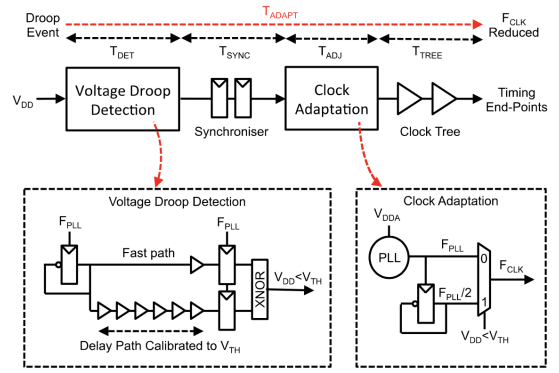 Droop
Event
T_ADAPT
F_CLK
Reduced
T_DET
T_SYNC
T_ADJ
T_TREE
V_DD
Voltage Droop
Detection
Synchroniser
Clock
Adaptation
Clock Tree
Timing
End-Points
Voltage Droop Detection
F_PLL
F_PLL
Fast path
XNOR
V_DD<V_TH
Delay Path Calibrated to V_TH
Clock Adaptation
V_DDA
PLL
F_PLL
0
F_CLK
F_PLL/2
1
V_DD<V_TH